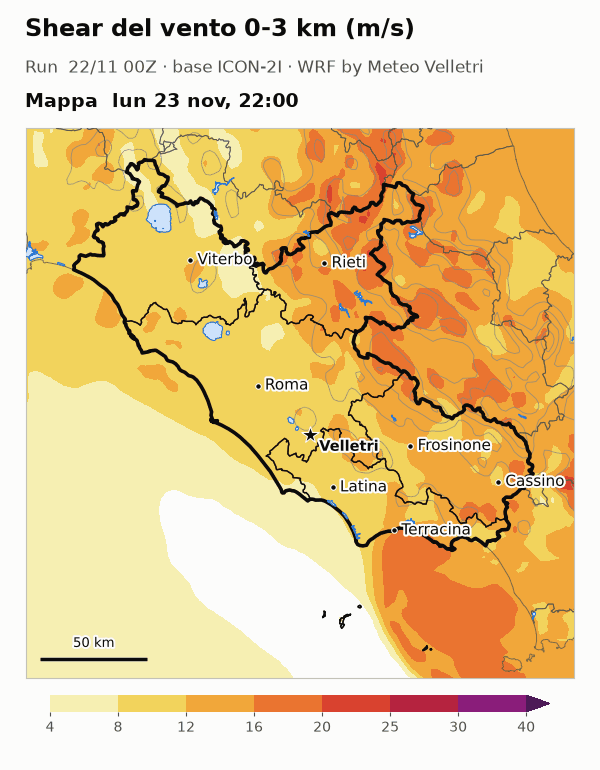 Shear del vento 0-3 km (m/s)
Run  22/11 00Z · base ICON-2I · WRF by Meteo Velletri
Mappa  lun 23 nov, 22:00
Viterbo
Rieti
Roma
Velletri
Frosinone
Latina
Cassino
Terracina
50 km
4 8 12 16 20 25 30 40